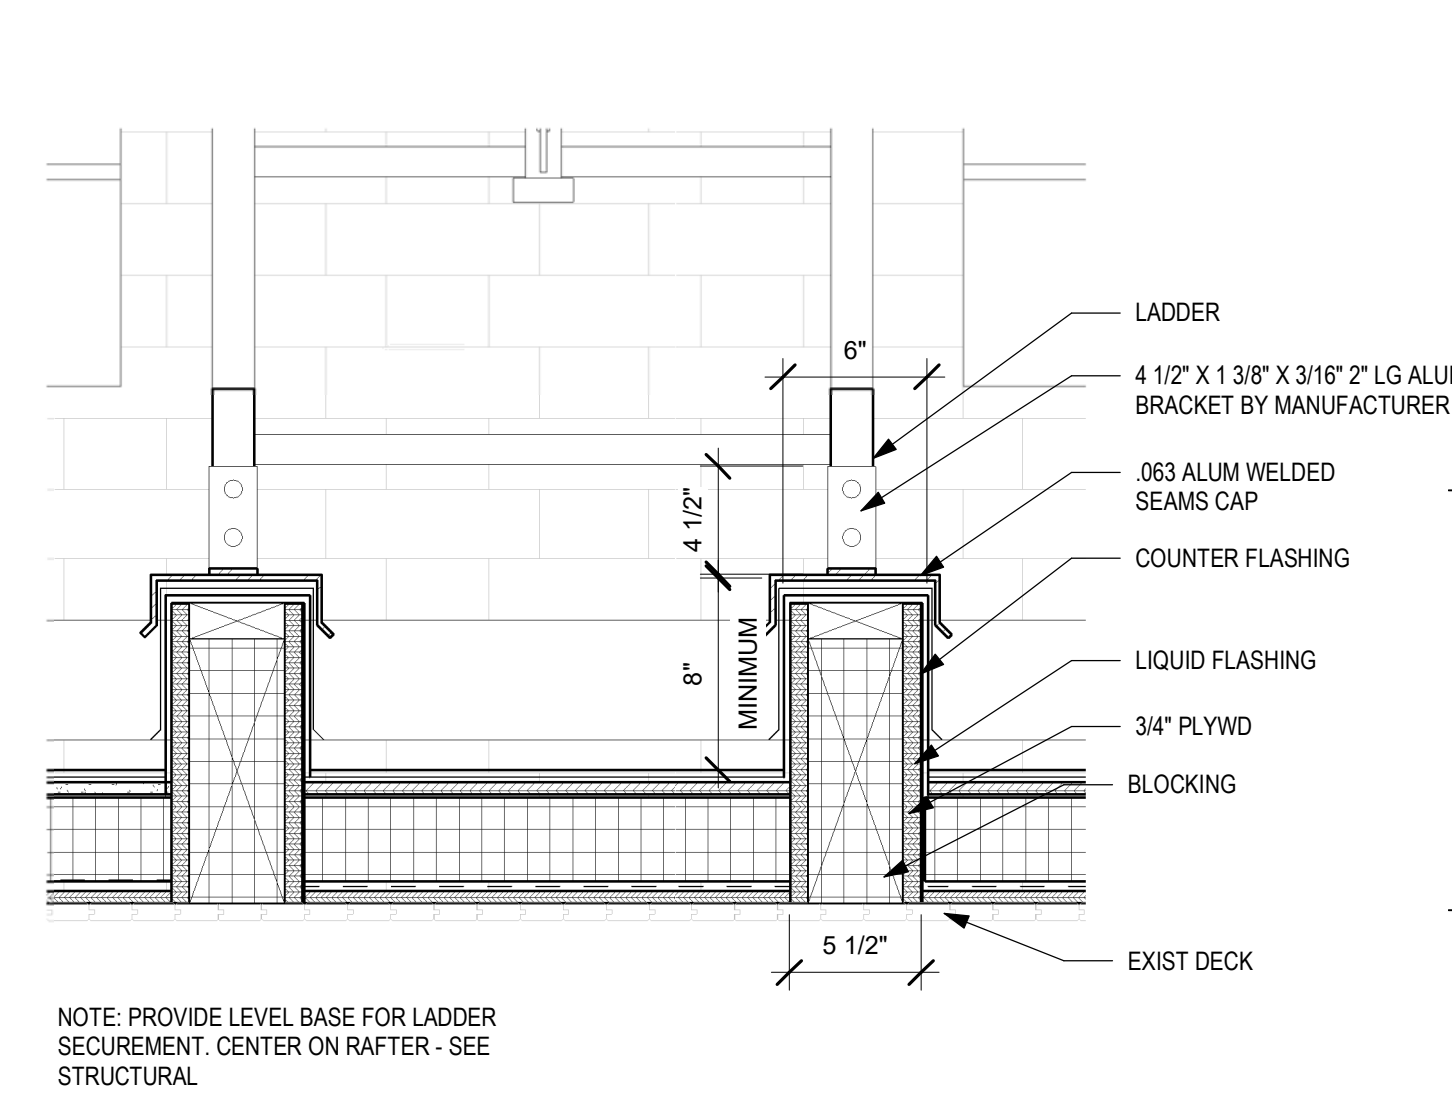 LADDER
6"
4 1/2" X 1 3/8" X 3/16" 2" LG
BRACKET BY MANUFACTURER
.063 ALUM WELDED
SEAMS CAP
4 1/2"
COUNTER FLASHING
8"
MINIMUM
LIQUID FLASHING
3/4" PLYWD
BLOCKING
5 1/2"
EXIST DECK
NOTE: PROVIDE LEVEL BASE FOR LADDER
SECUREMENT. CENTER ON RAFTER - SEE
STRUCTURAL